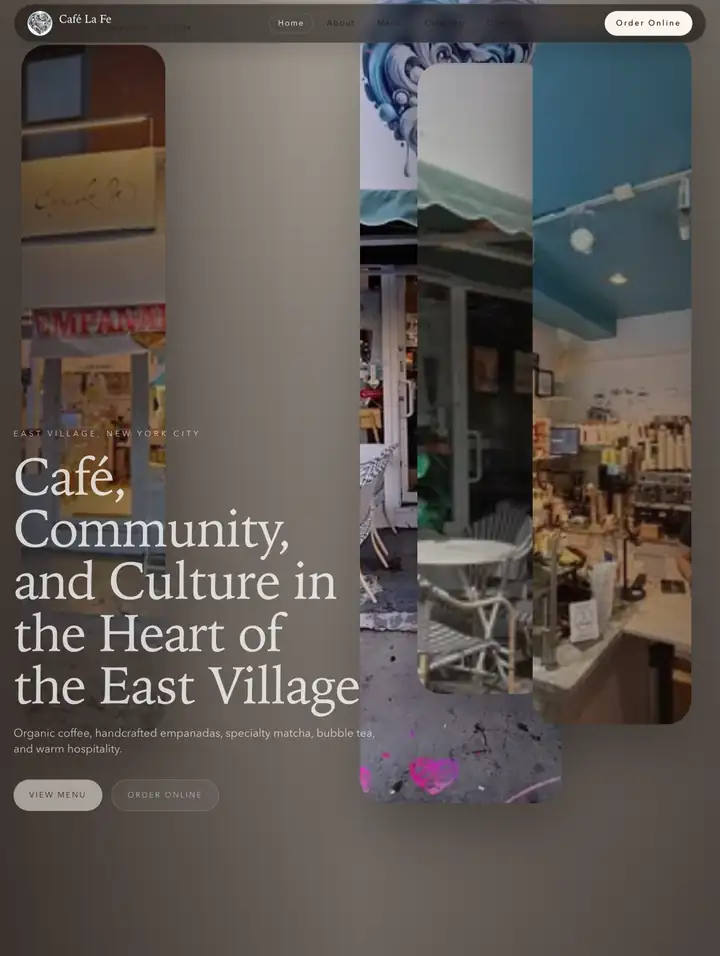 Café La Fe
Home
About
Order Online
EMPANA
EAST VILLAGE, NEW YORK CITY
Café,
Community,
and Culture in
the Heart of
the East Village
Organic coffee, handcrafted empanadas, specialty matcha, bubble tea,
and warm hospitality.
VIEW MENU
ORDER ONLINE